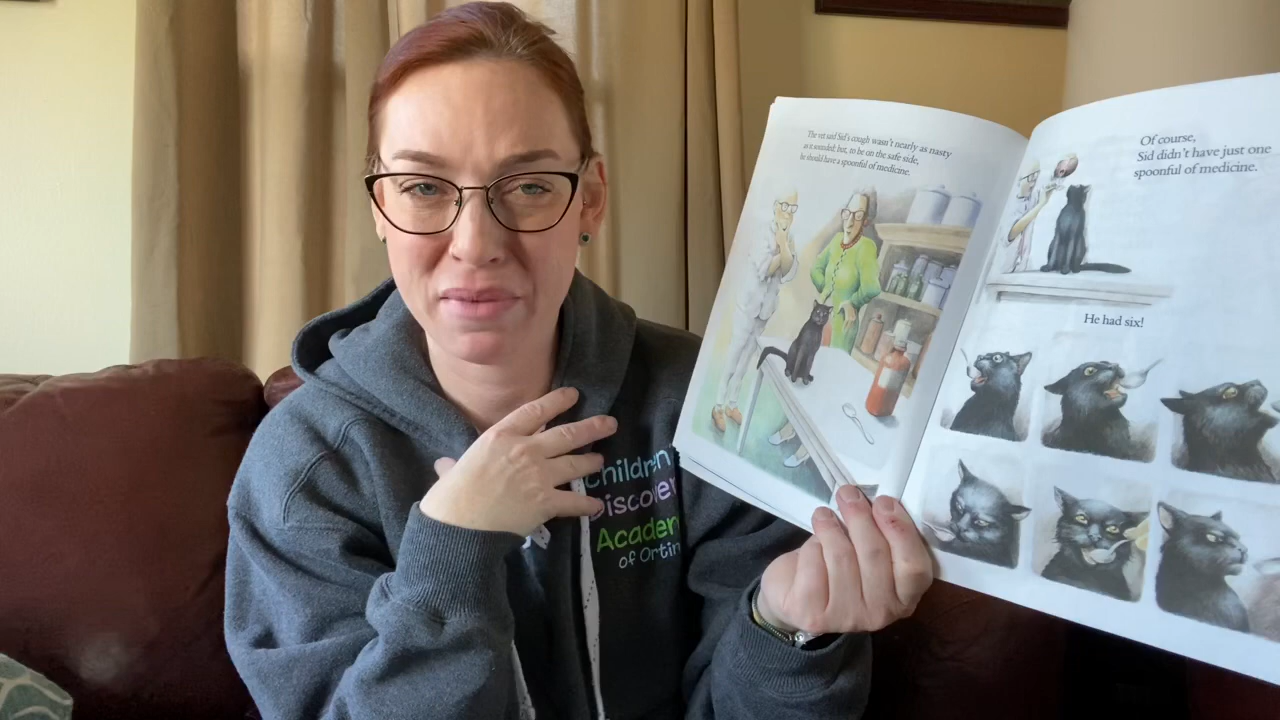 The vet said Sid's cough wasn't nearly as nasty
as it sounded; but, to be on the safe side,
he should have a spoonful of medicine.
Of course,
Sid didn't have just one
spoonful of medicine.
He had six!
Children
Discove
Academ
of Ortin